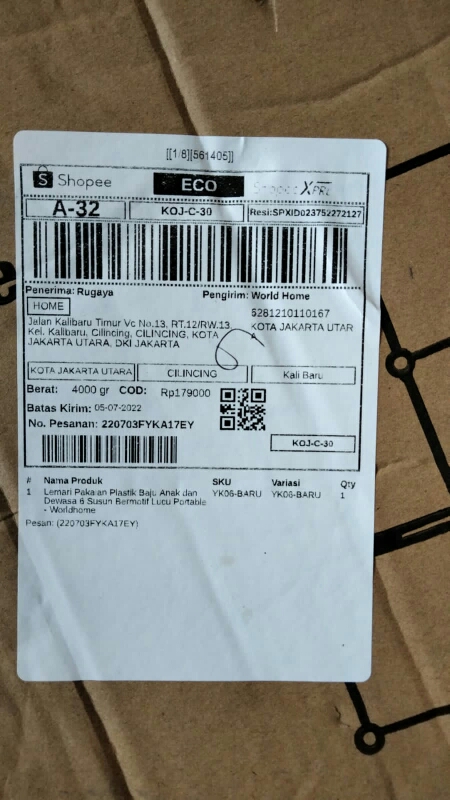 [[1/8][561405]]
Shopee
ECO
Shopee XPRESS
A-32
KOJ-C-30
Resi:SPXID023752272127
Penerima: Rugaya
Pengirim: World Home
HOME
6281210110167
Jalan Kalibaru Timur Vc No.13, RT.12/RW.13,
KOTA JAKARTA UTAR
A
Kel. Kalibaru, Cilincing, CILINCING, KOTA
JAKARTA UTARA, DKI JAKARTA
KOTA JAKARTA UTARA
CILINCING
Kali Baru
Berat: 4000 gr COD: Rp179000
Batas Kirim: 05-07-2022
No. Pesanan: 220703FYKA17EY
KOJ-C-30
# Nama Produk SKU Variasi Qty
1 Lemari Pakaian Plastik Baju Anak dan YK06-BARU YK06-BARU 1
Dewasa 6 Susun Bermotif Lucu Portable
- Worldhome
Pesan: (220703FYKA17EY)